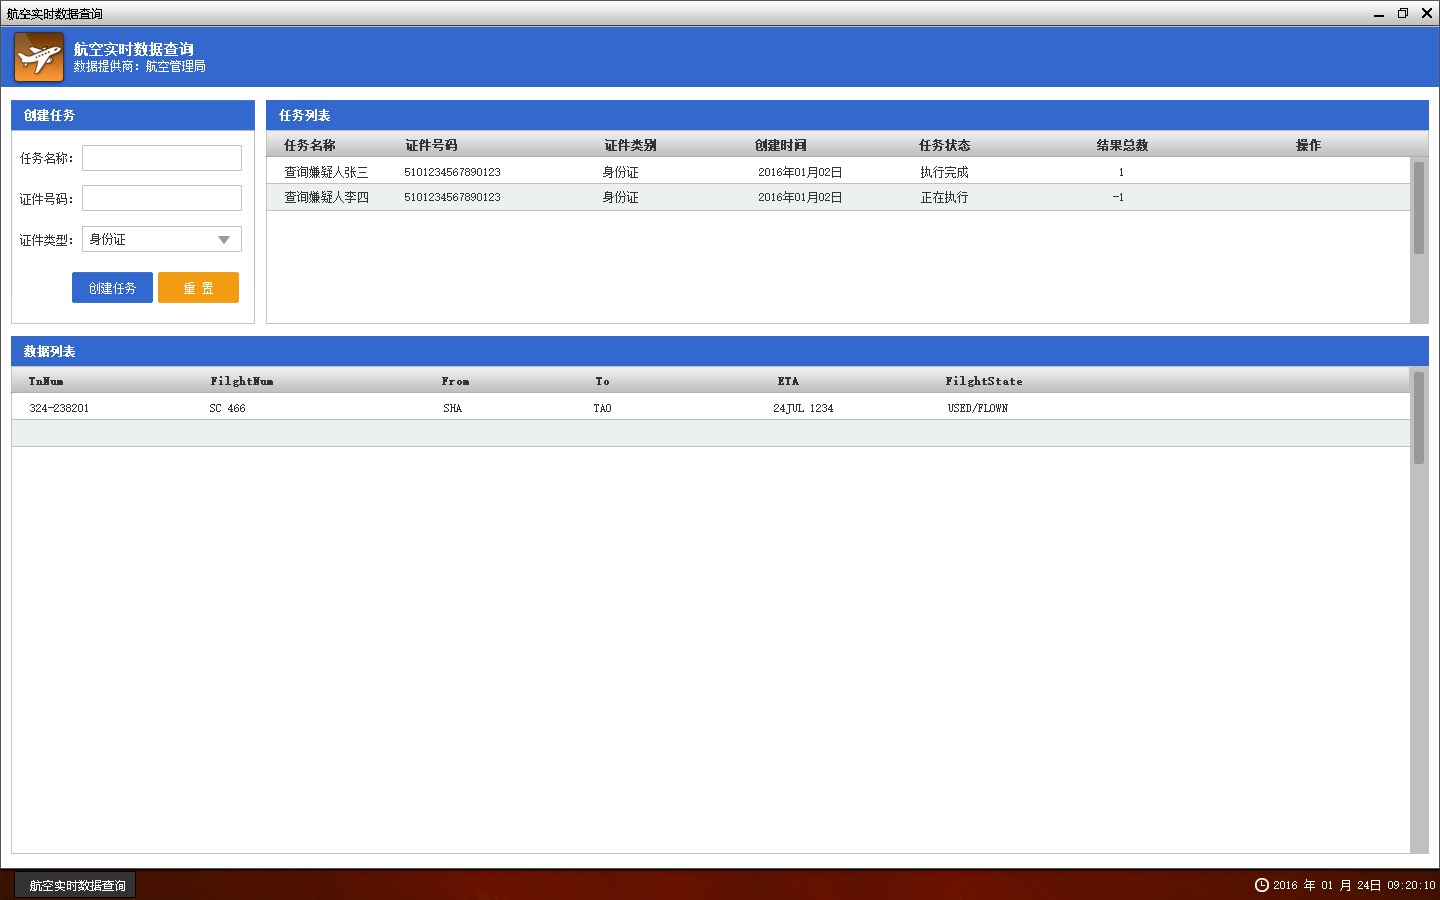 航空实时数据查询
航空实时数据查询
数据提供商：航空管理局
创建任务
任务名称：
证件号码：
证件类型： 身份证
创建任务 重 置
任务列表
任务名称 证件号码 证件类别 创建时间 任务状态 结果总数 操作
查询嫌疑人张三 5101234567890123 身份证 2016年01月02日 执行完成 1
查询嫌疑人李四 5101234567890123 身份证 2016年01月02日 正在执行 -1
数据列表
TnNum FilghtNum From To ETA FilghtState
324-238201 SC 466 SHA TAO 24JUL 1234 USED/FLOWN
航空实时数据查询 2016 年 01 月 24日 09:20:10